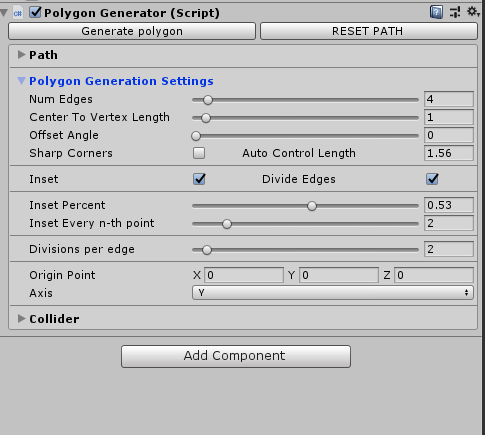 Polygon Generator (Script)
Generate polygon RESET PATH
Path
Polygon Generation Settings
Num Edges 4
Center To Vertex Length 1
Offset Angle 0
Sharp Corners Auto Control Length 1.56
Inset Divide Edges
Inset Percent 0.53
Inset Every n-th point 2
Divisions per edge 2
Origin Point X 0 Y 0 Z 0
Axis Y
Collider
Add Component